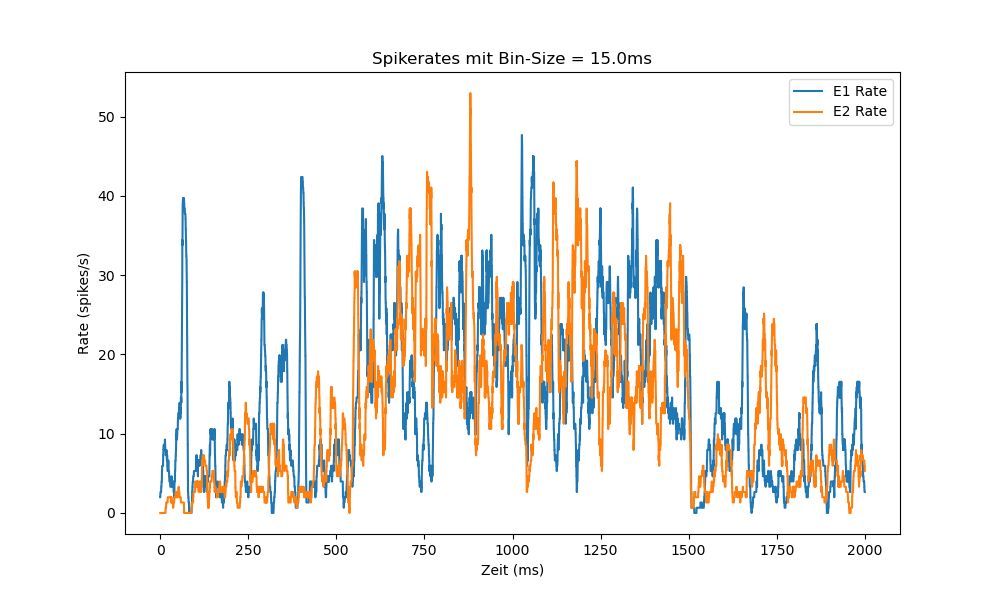 Spikerates mit Bin-Size = 15.0ms
E1 Rate
E2 Rate
50
40
30
20
10
0
Rate (spikes/s)
0 250 500 750 1000 1250 1500 1750 2000
Zeit (ms)